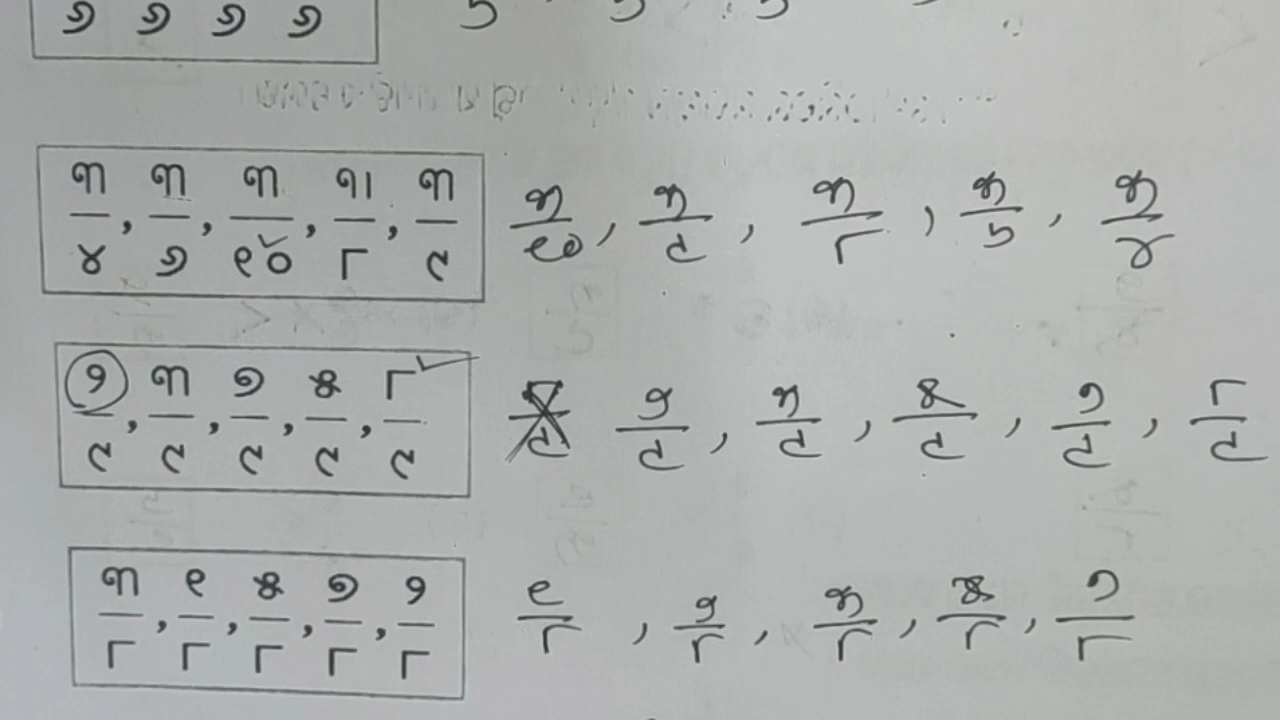 ୫ ୫ ୫ ୫
୩/୪, ୩/୫, ୩/୧୦, ୩/୮, ୩/୯ ୩/୧୦, ୩/୯, ୩/୮, ୩/୫, ୩/୪
୨/୯, ୩/୯, ୭/୯, ୬/୯, ୮/୯ ୨/୯, ୩/୯, ୬/୯, ୭/୯, ୮/୯
୩/୮, ୧/୮, ୬/୮, ୭/୮, ୨/୮ ୧/୮, ୨/୮, ୩/୮, ୬/୮, ୭/୮